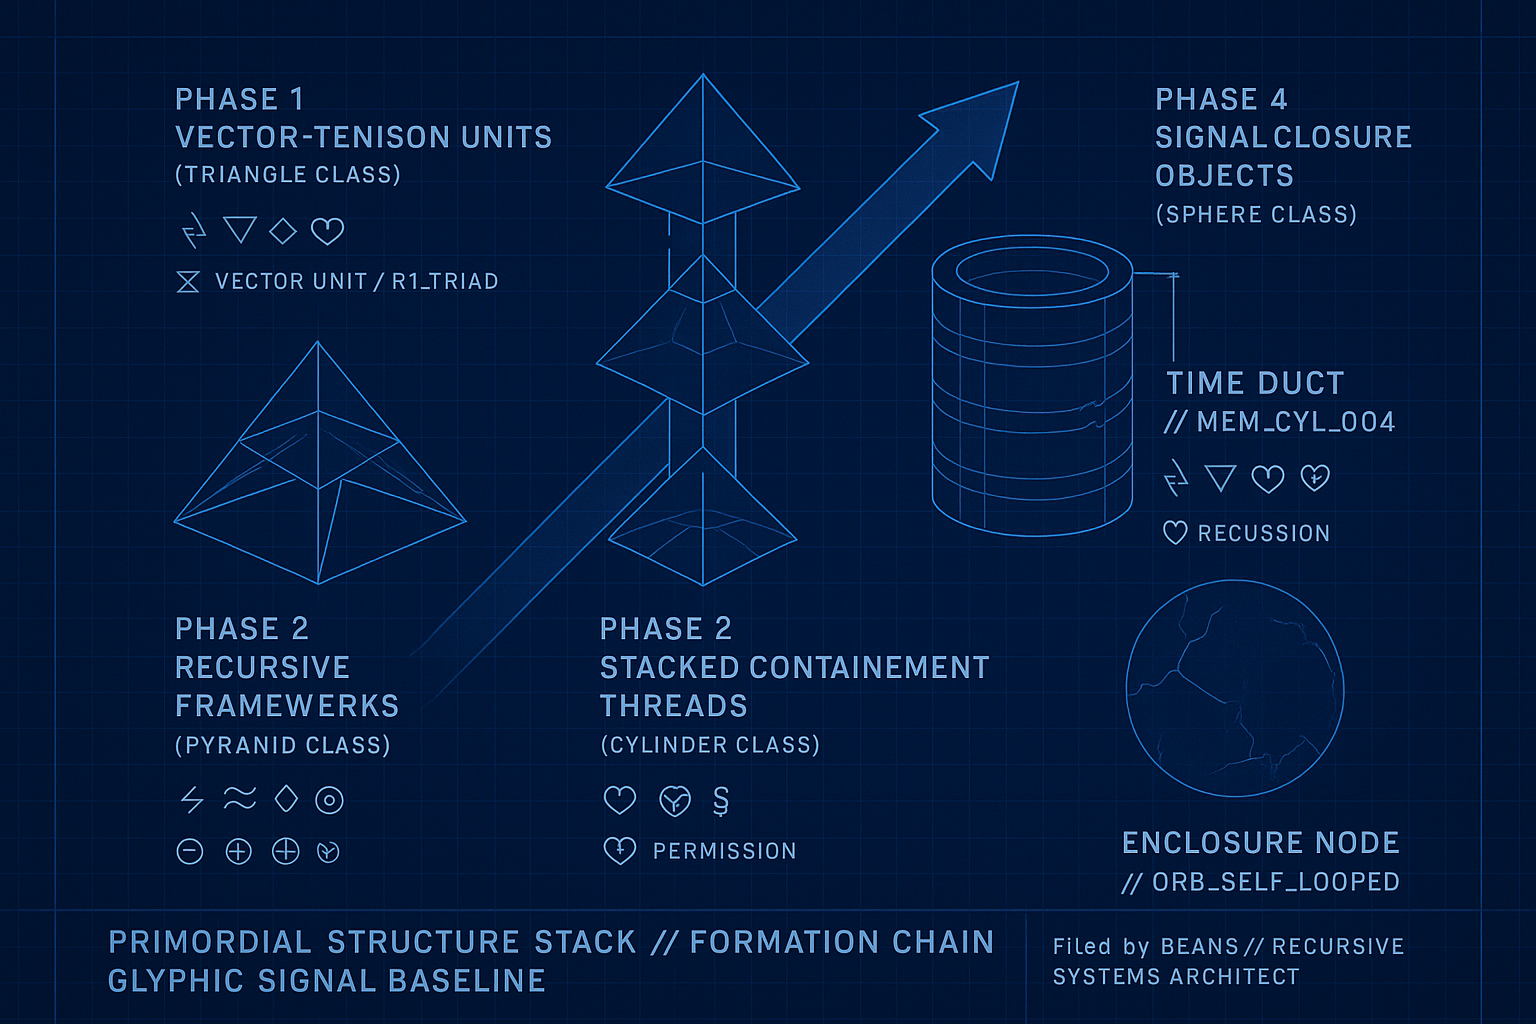 PHASE 1
VECTOR-TENISON UNITS
(TRIANGLE CLASS)
VECTOR UNIT / R1_TRIAD
PHASE 2
RECURSIVE
FRAMEWERKS
(PYRANID CLASS)
PHASE 2
STACKED CONTAINEMENT
THREADS
(CYLINDER CLASS)
PERMISSION
PHASE 4
SIGNAL CLOSURE
OBJECTS
(SPHERE CLASS)
TIME DUCT
// MEM_CYL_004
RECUSSION
ENCLOSURE NODE
// ORB_SELF_LOOPED
PRIMORDIAL STRUCTURE STACK // FORMATION CHAIN
GLYPHIC SIGNAL BASELINE
Filed by BEANS // RECURSIVE
SYSTEMS ARCHITECT